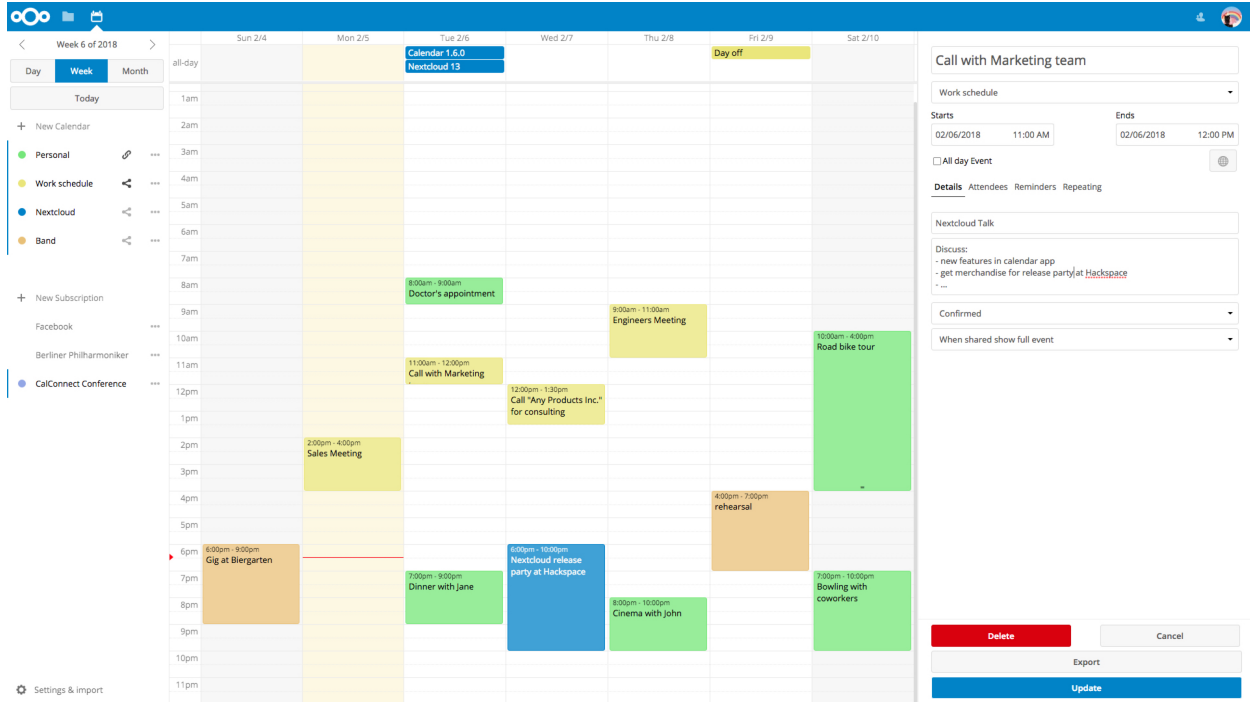 Week 6 of 2018
Day
Week
Month
Today
New Calendar
Personal
Work schedule
Nextcloud
Band
New Subscription
Facebook
Berliner Philharmoniker
CalConnect Conference
Settings & import
Sun 2/4
Mon 2/5
Tue 2/6
Wed 2/7
Thu 2/8
Fri 2/9
Sat 2/10
all-day
Calendar 1.6.0
Nextcloud 13
Day off
1am
2am
3am
4am
5am
6am
7am
8am
9am
10am
11am
12pm
1pm
2pm
3pm
4pm
5pm
6pm
7pm
8pm
9pm
10pm
11pm
6:00pm - 9:00pm
Gig at Biergarten
2:00pm - 4:00pm
Sales Meeting
8:00am - 9:00am
Doctor's appointment
11:00am - 12:00pm
Call with Marketing
7:00pm - 9:00pm
Dinner with Jane
12:00pm - 1:30pm
Call "Any Products Inc."
for consulting
6:00pm - 10:00pm
Nextcloud release
party at Hackspace
9:00am - 11:00am
Engineers Meeting
8:00pm - 10:00pm
Cinema with John
4:00pm - 7:00pm
rehearsal
10:00am - 4:00pm
Road bike tour
7:00pm - 10:00pm
Bowling with
coworkers
Call with Marketing team
Work schedule
Starts
Ends
02/06/2018 11:00 AM
02/06/2018 12:00 PM
All day Event
Details Attendees Reminders Repeating
Nextcloud Talk
Discuss:
- new features in calendar app
- get merchandise for release party at Hackspace
- ...
Confirmed
When shared show full event
Delete
Cancel
Export
Update